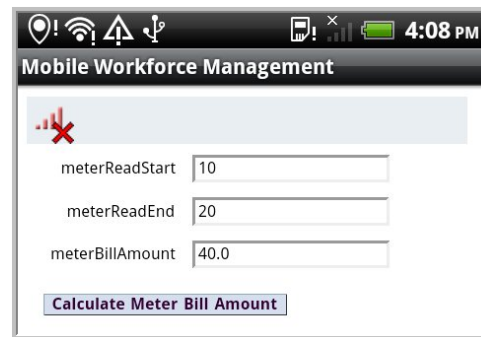 4:08 PM
Mobile Workforce Management
meterReadStart 10
meterReadEnd 20
meterBillAmount 40.0
Calculate Meter Bill Amount